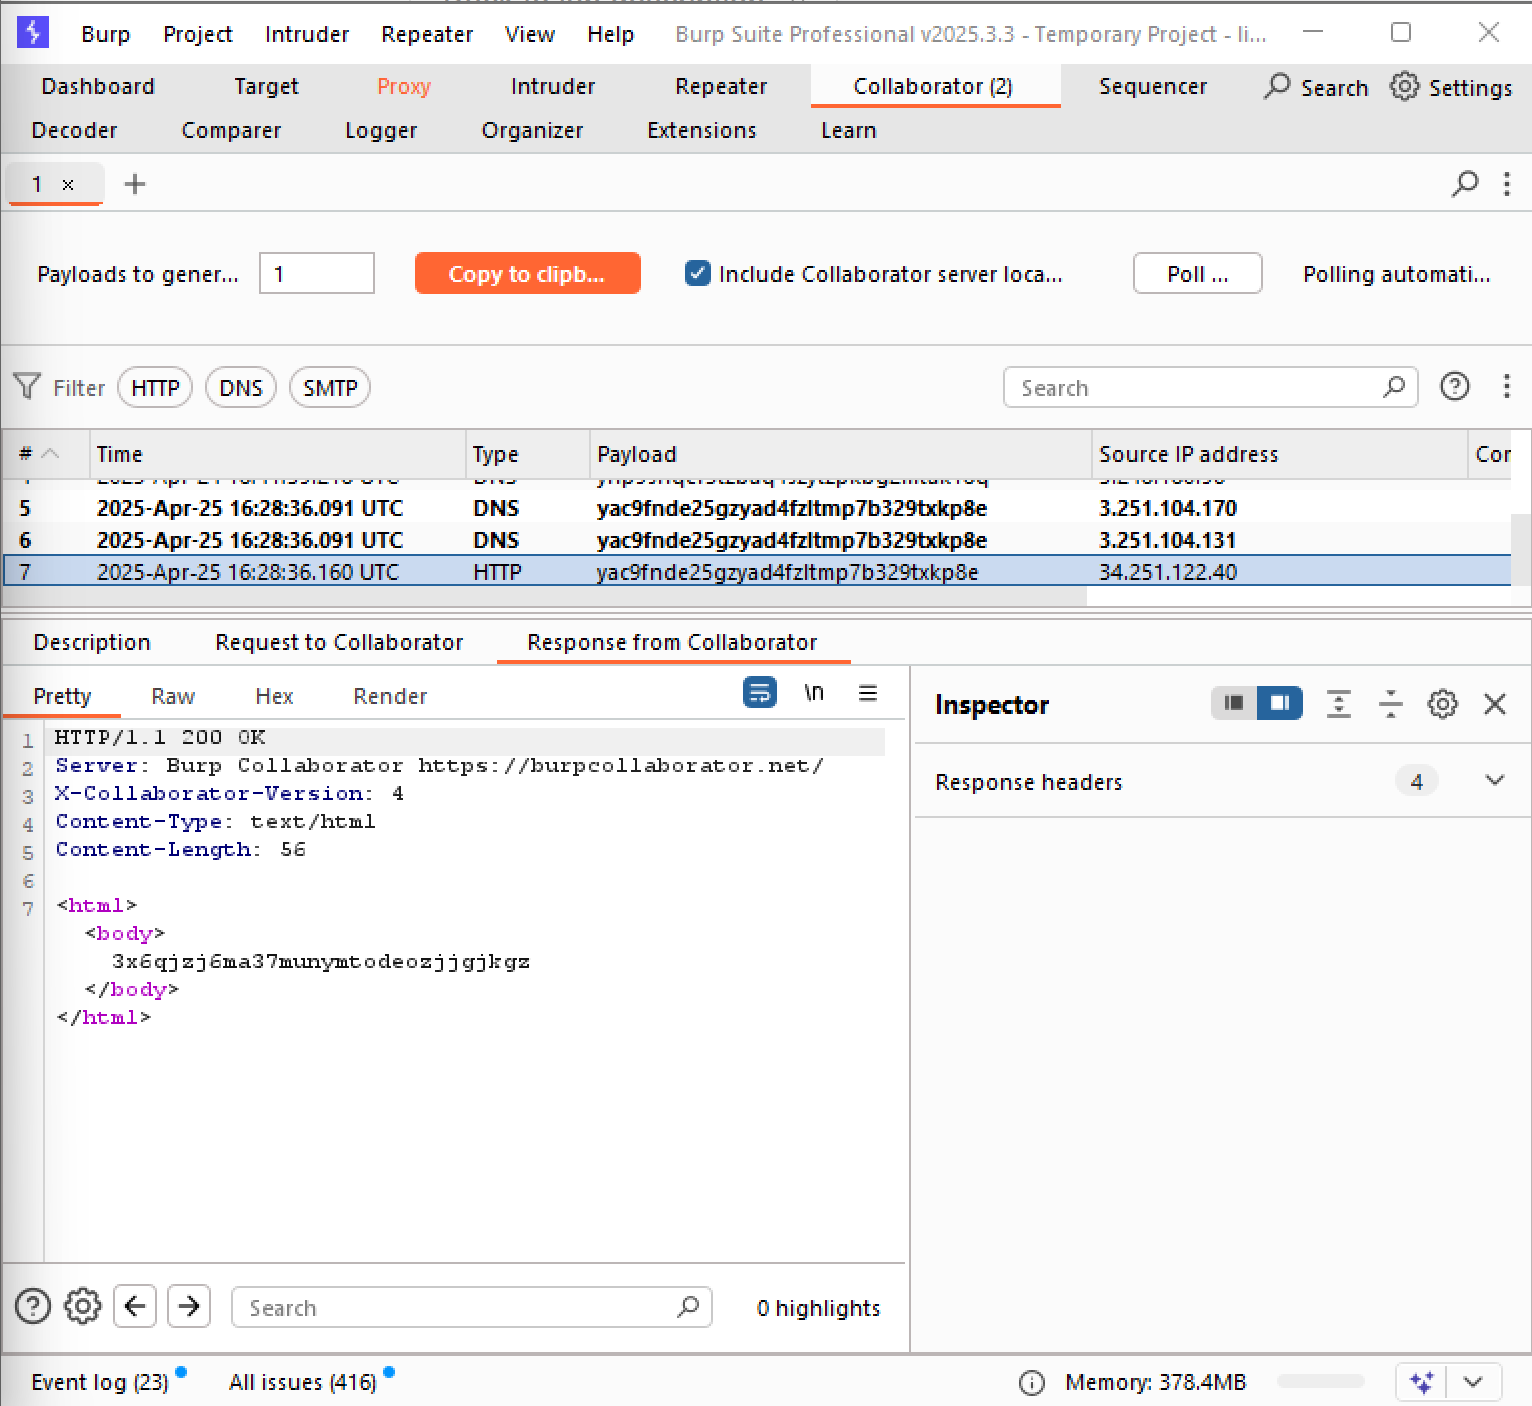 Burp Project Intruder Repeater View Help Burp Suite Professional v2025.3.3 - Temporary Project - li...
Dashboard Target Proxy Intruder Repeater Collaborator (2) Sequencer Search Settings
Decoder Comparer Logger Organizer Extensions Learn
1 ×
Payloads to gener... 1 Copy to clipb... Include Collaborator server loca... Poll ... Polling automati...
Filter HTTP DNS SMTP Search
# Time Type Payload Source IP address Cor
5 2025-Apr-25 16:28:36.091 UTC DNS yac9fnde25gzyad4fzltmp7b329txkp8e 3.251.104.170
6 2025-Apr-25 16:28:36.091 UTC DNS yac9fnde25gzyad4fzltmp7b329txkp8e 3.251.104.131
7 2025-Apr-25 16:28:36.160 UTC HTTP yac9fnde25gzyad4fzltmp7b329txkp8e 34.251.122.40
Description Request to Collaborator Response from Collaborator
Pretty Raw Hex Render \n
Inspector
Response headers 4
1 HTTP/1.1 200 OK
2 Server: Burp Collaborator https://burpcollaborator.net/
3 X-Collaborator-Version: 4
4 Content-Type: text/html
5 Content-Length: 56
6
7 <html>
<body>
3x6qjzj6ma37munymtodeozjjgjkgz
</body>
</html>
Search 0 highlights
Event log (23) All issues (416) Memory: 378.4MB